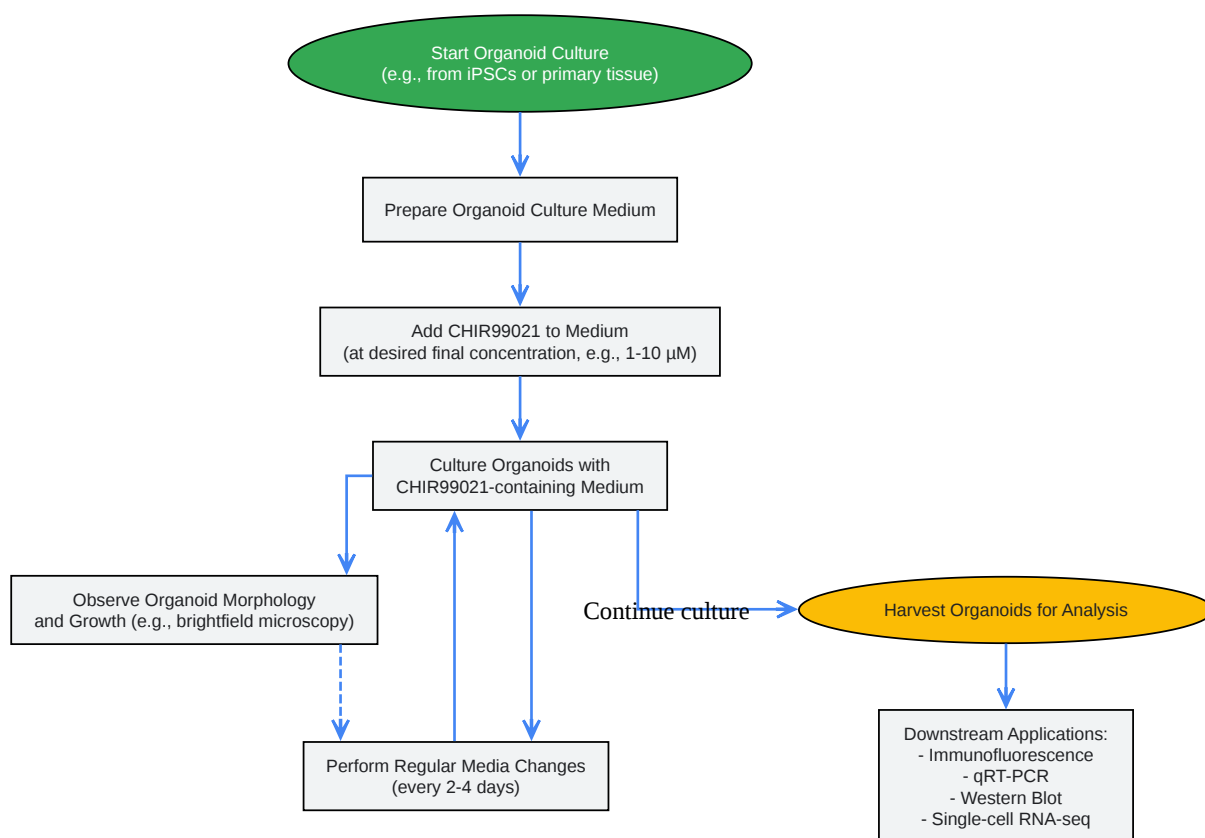 Start Organoid Culture
(e.g., from iPSCs or primary tissue)
Prepare Organoid Culture Medium
Add CHIR99021 to Medium
(at desired final concentration, e.g., 1-10 µM)
Culture Organoids with
CHIR99021-containing Medium
Observe Organoid Morphology
and Growth (e.g., brightfield microscopy)
Continue culture
Harvest Organoids for Analysis
Perform Regular Media Changes
(every 2-4 days)
Downstream Applications:
- Immunofluorescence
- qRT-PCR
- Western Blot
- Single-cell RNA-seq